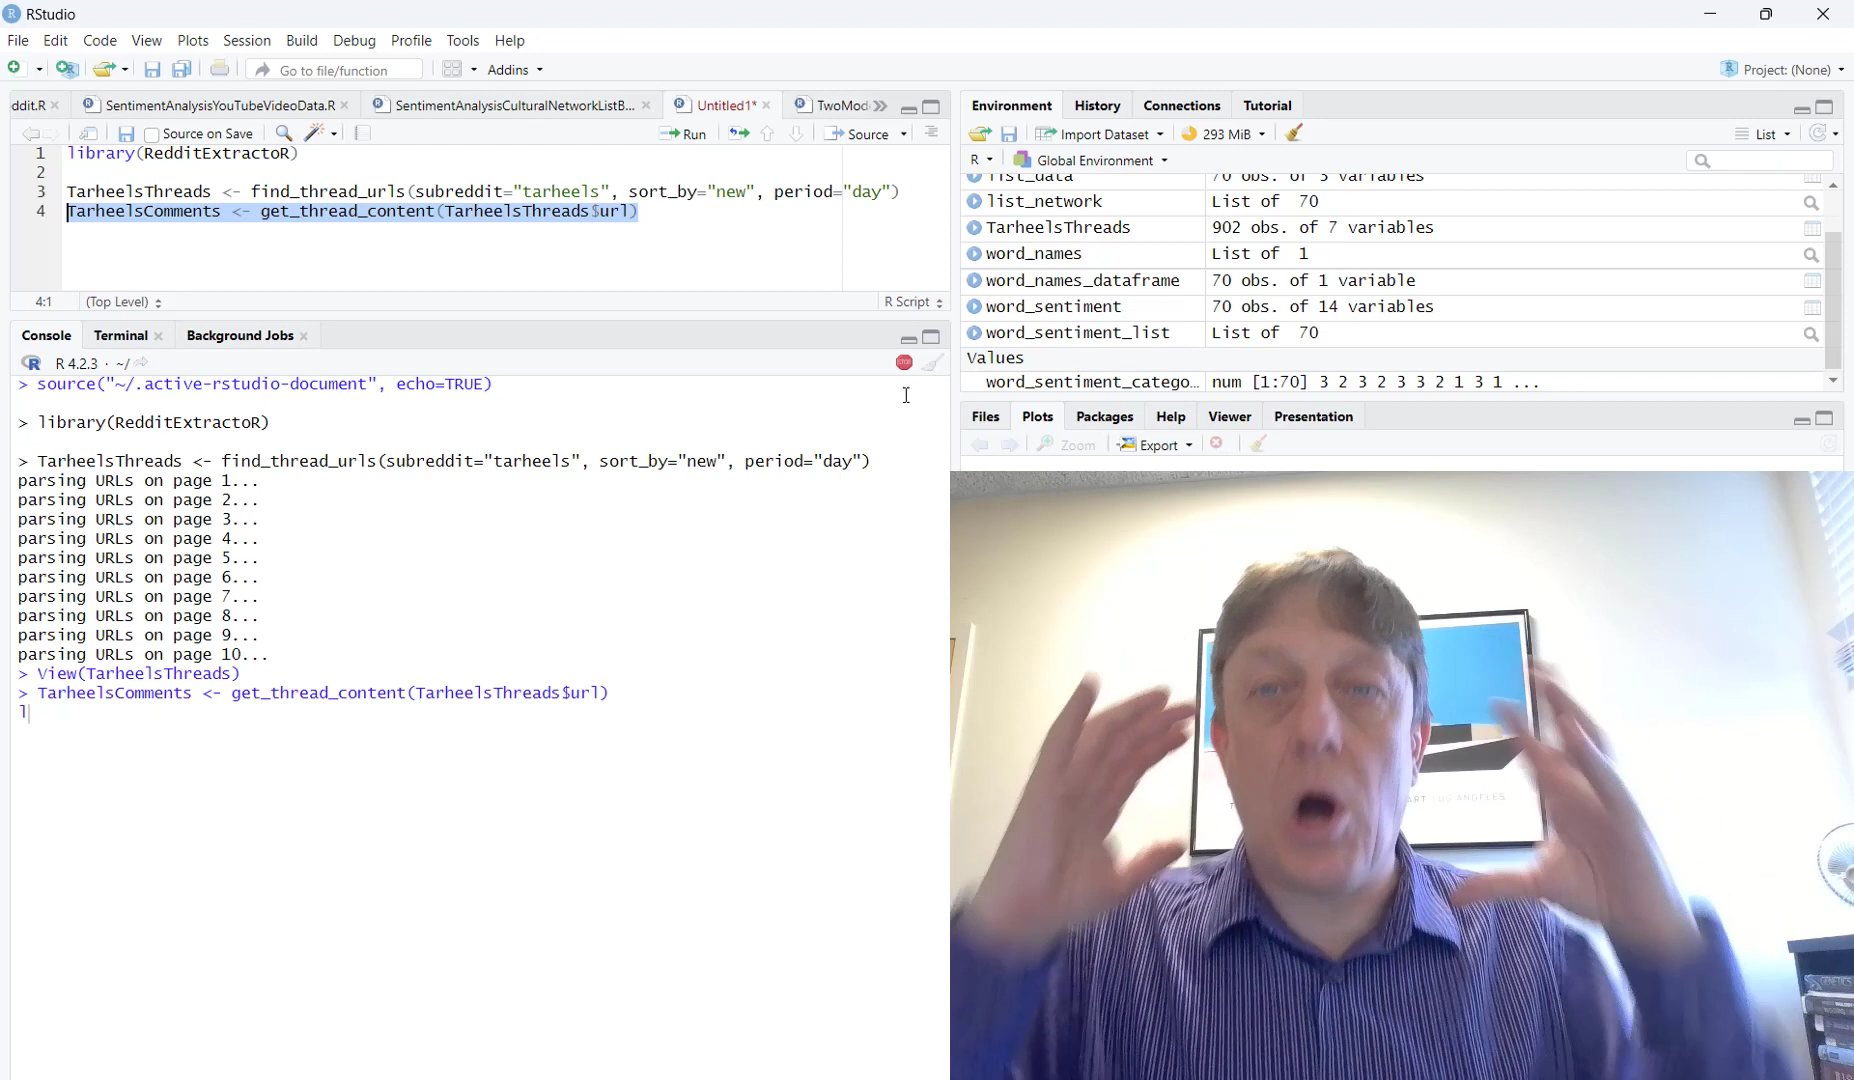 RStudio
File Edit Code View Plots Session Build Debug Profile Tools Help
Go to file/function Addins Project: (None)
ddit.R SentimentAnalysisYouTubeVideoData.R SentimentAnalysisCulturalNetworkListB... Untitled1* TwoMod
Source on Save Run Source
1 library(RedditExtractoR)
2
3 TarheelsThreads <- find_thread_urls(subreddit="tarheels", sort_by="new", period="day")
4 TarheelsComments <- get_thread_content(TarheelsThreads$url)
4:1 (Top Level) R Script
Console Terminal Background Jobs
R 4.2.3 · ~/
> source("~/.active-rstudio-document", echo=TRUE)
> library(RedditExtractoR)
> TarheelsThreads <- find_thread_urls(subreddit="tarheels", sort_by="new", period="day")
parsing URLs on page 1...
parsing URLs on page 2...
parsing URLs on page 3...
parsing URLs on page 4...
parsing URLs on page 5...
parsing URLs on page 6...
parsing URLs on page 7...
parsing URLs on page 8...
parsing URLs on page 9...
parsing URLs on page 10...
> View(TarheelsThreads)
> TarheelsComments <- get_thread_content(TarheelsThreads$url)
l
Environment History Connections Tutorial
Import Dataset 293 MiB List
R Global Environment
list_data 70 obs. of 3 variables
list_network List of 70
TarheelsThreads 902 obs. of 7 variables
word_names List of 1
word_names_dataframe 70 obs. of 1 variable
word_sentiment 70 obs. of 14 variables
word_sentiment_list List of 70
Values
word_sentiment_catego... num [1:70] 3 2 3 2 3 3 2 1 3 1 ...
Files Plots Packages Help Viewer Presentation
Zoom Export
ART LOS ANGELES